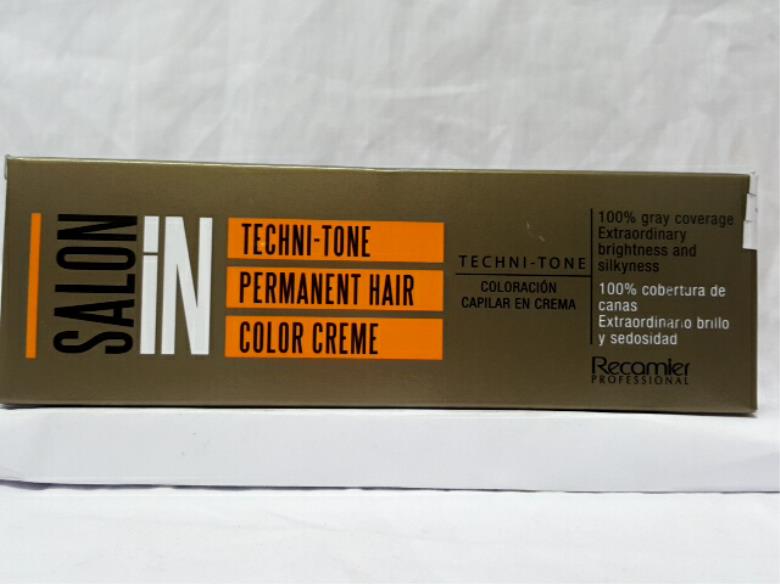 SALON
iN
TECHNI-TONE
PERMANENT HAIR
COLOR CREME
TECHNI-TONE
COLORACIÓN
CAPILAR EN CREMA
100% gray coverage
Extraordinary
brightness and
silkyness
100% cobertura de
canas
Extraordinario brillo
y sedosidad
Recamier
PROFESSIONAL